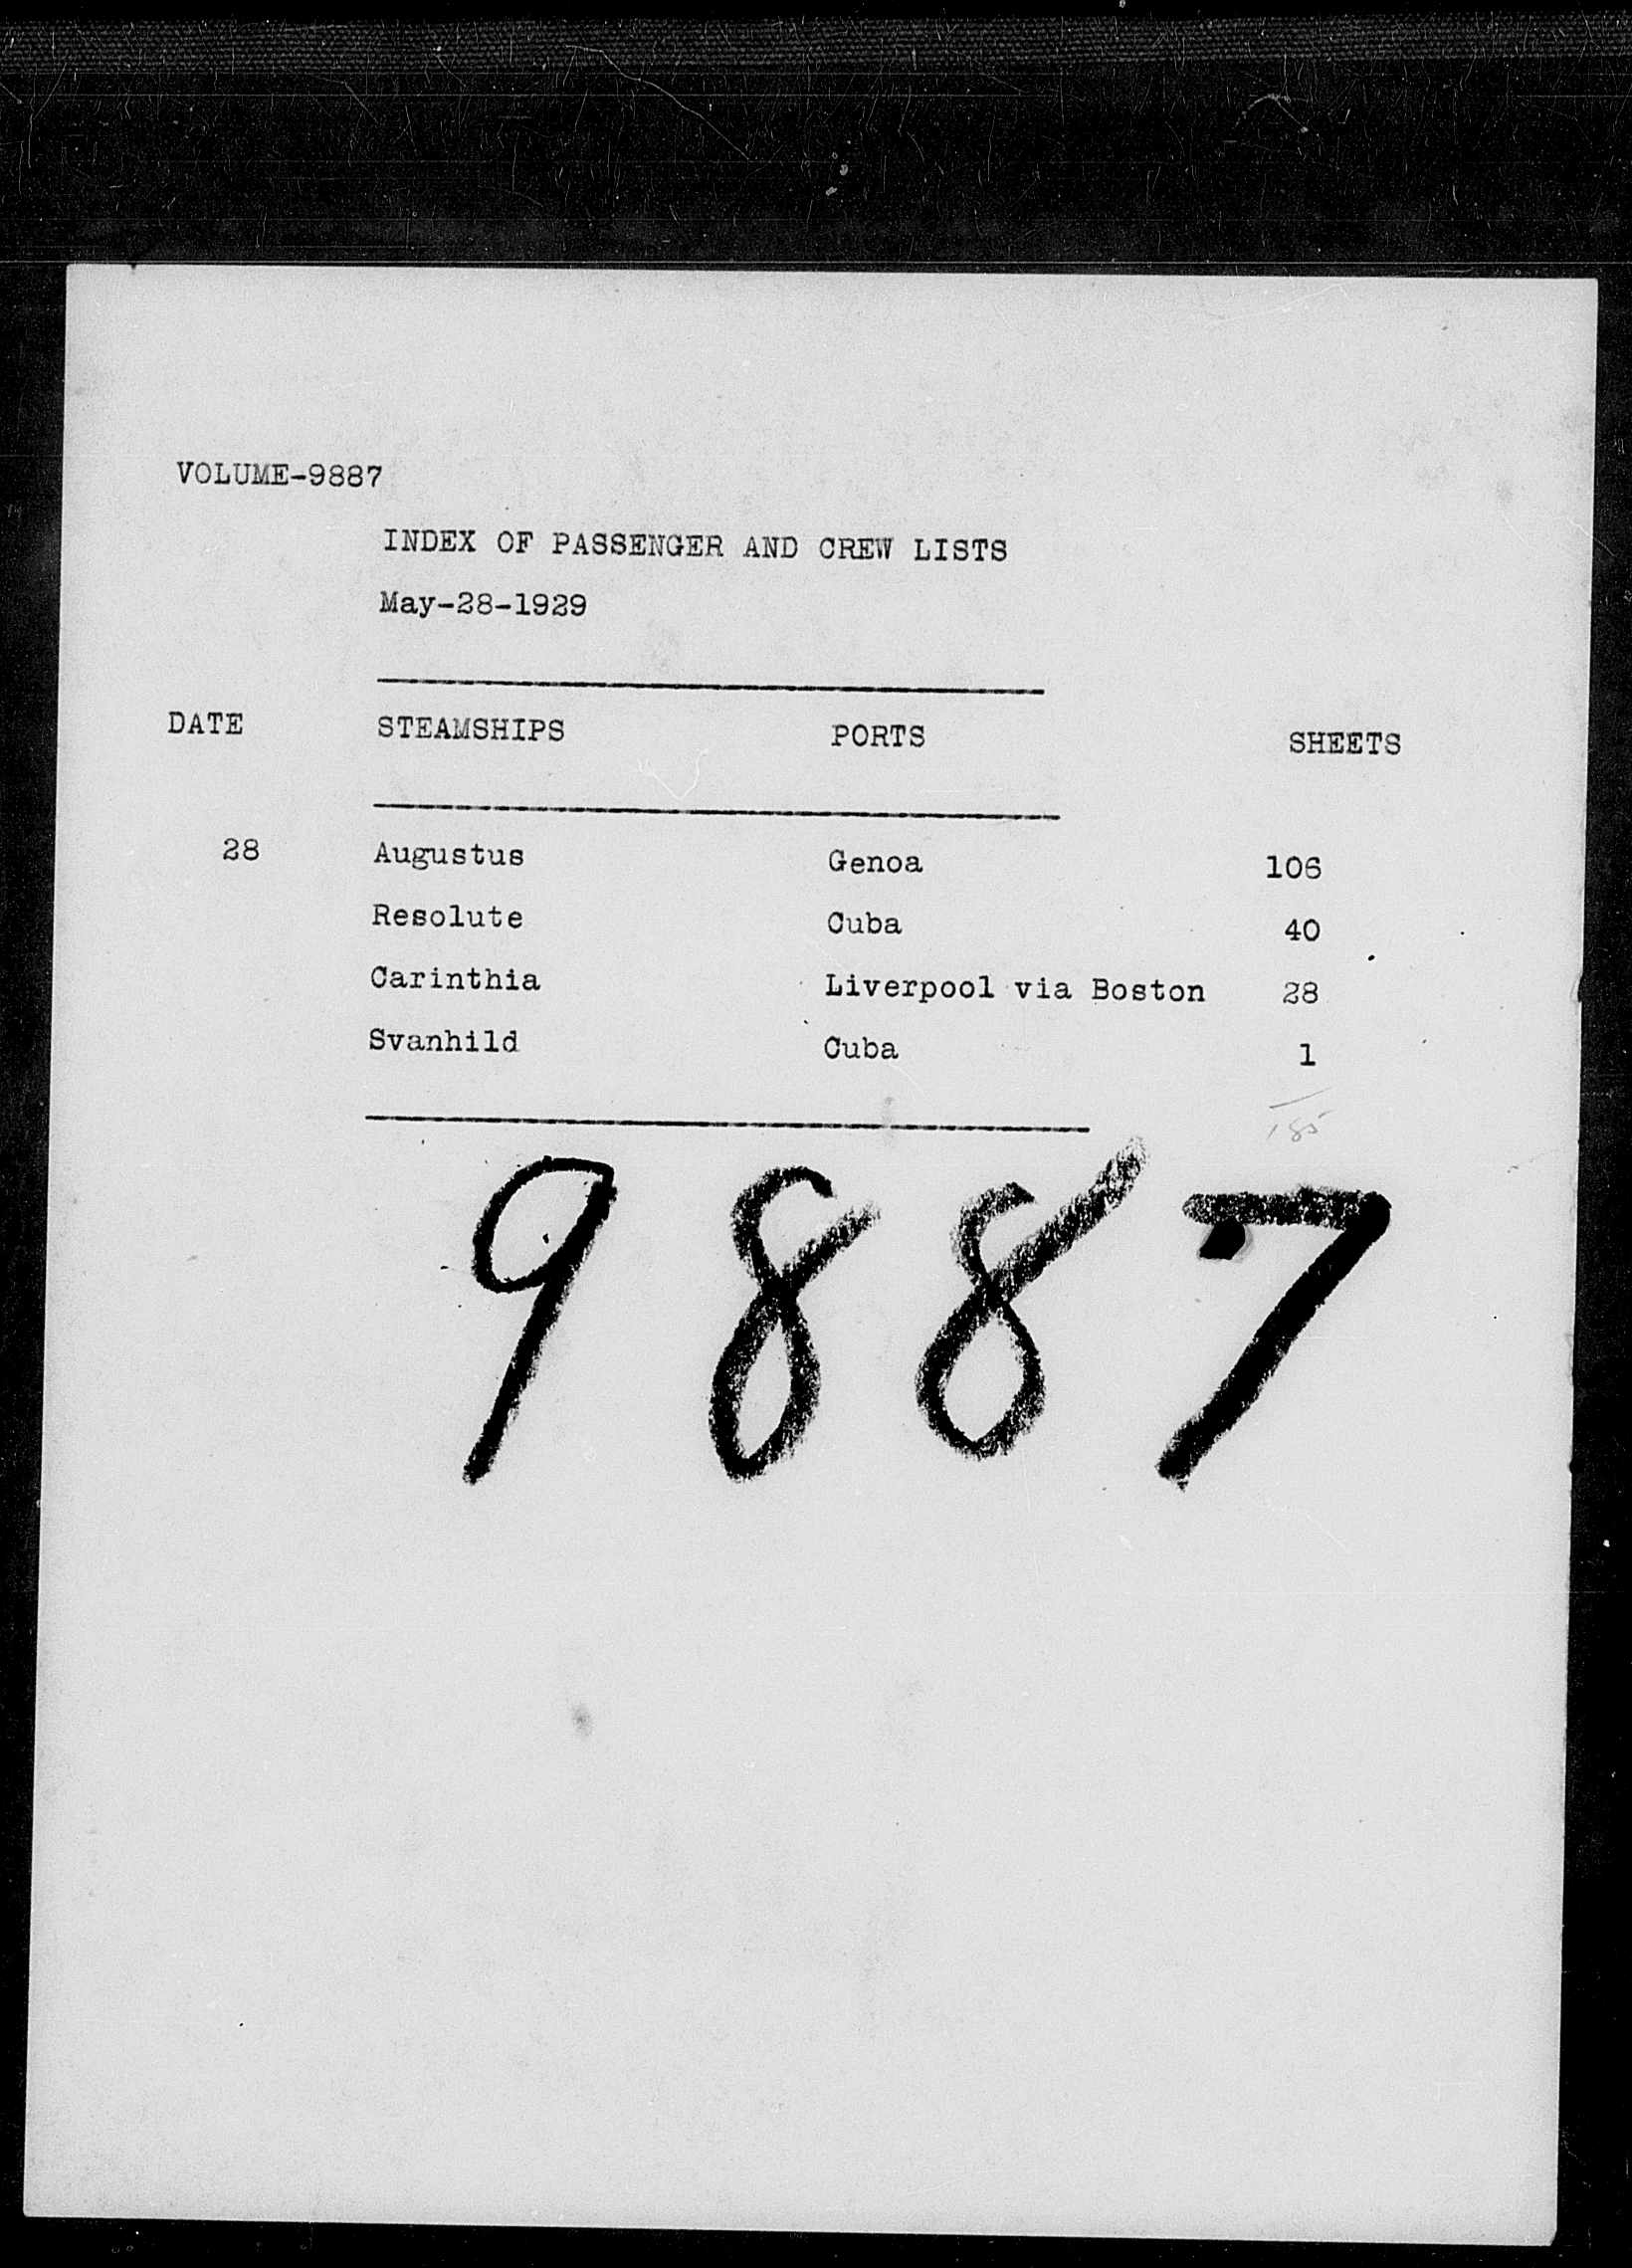 VOLUME-9887
INDEX OF PASSENGER AND CREW LISTS
May-28-1929
DATE STEAMSHIPS PORTS SHEETS
28 Augustus Genoa 106
Resolute Cuba 40
Carinthia Liverpool via Boston 28
Svanhild Cuba 1
185
9887